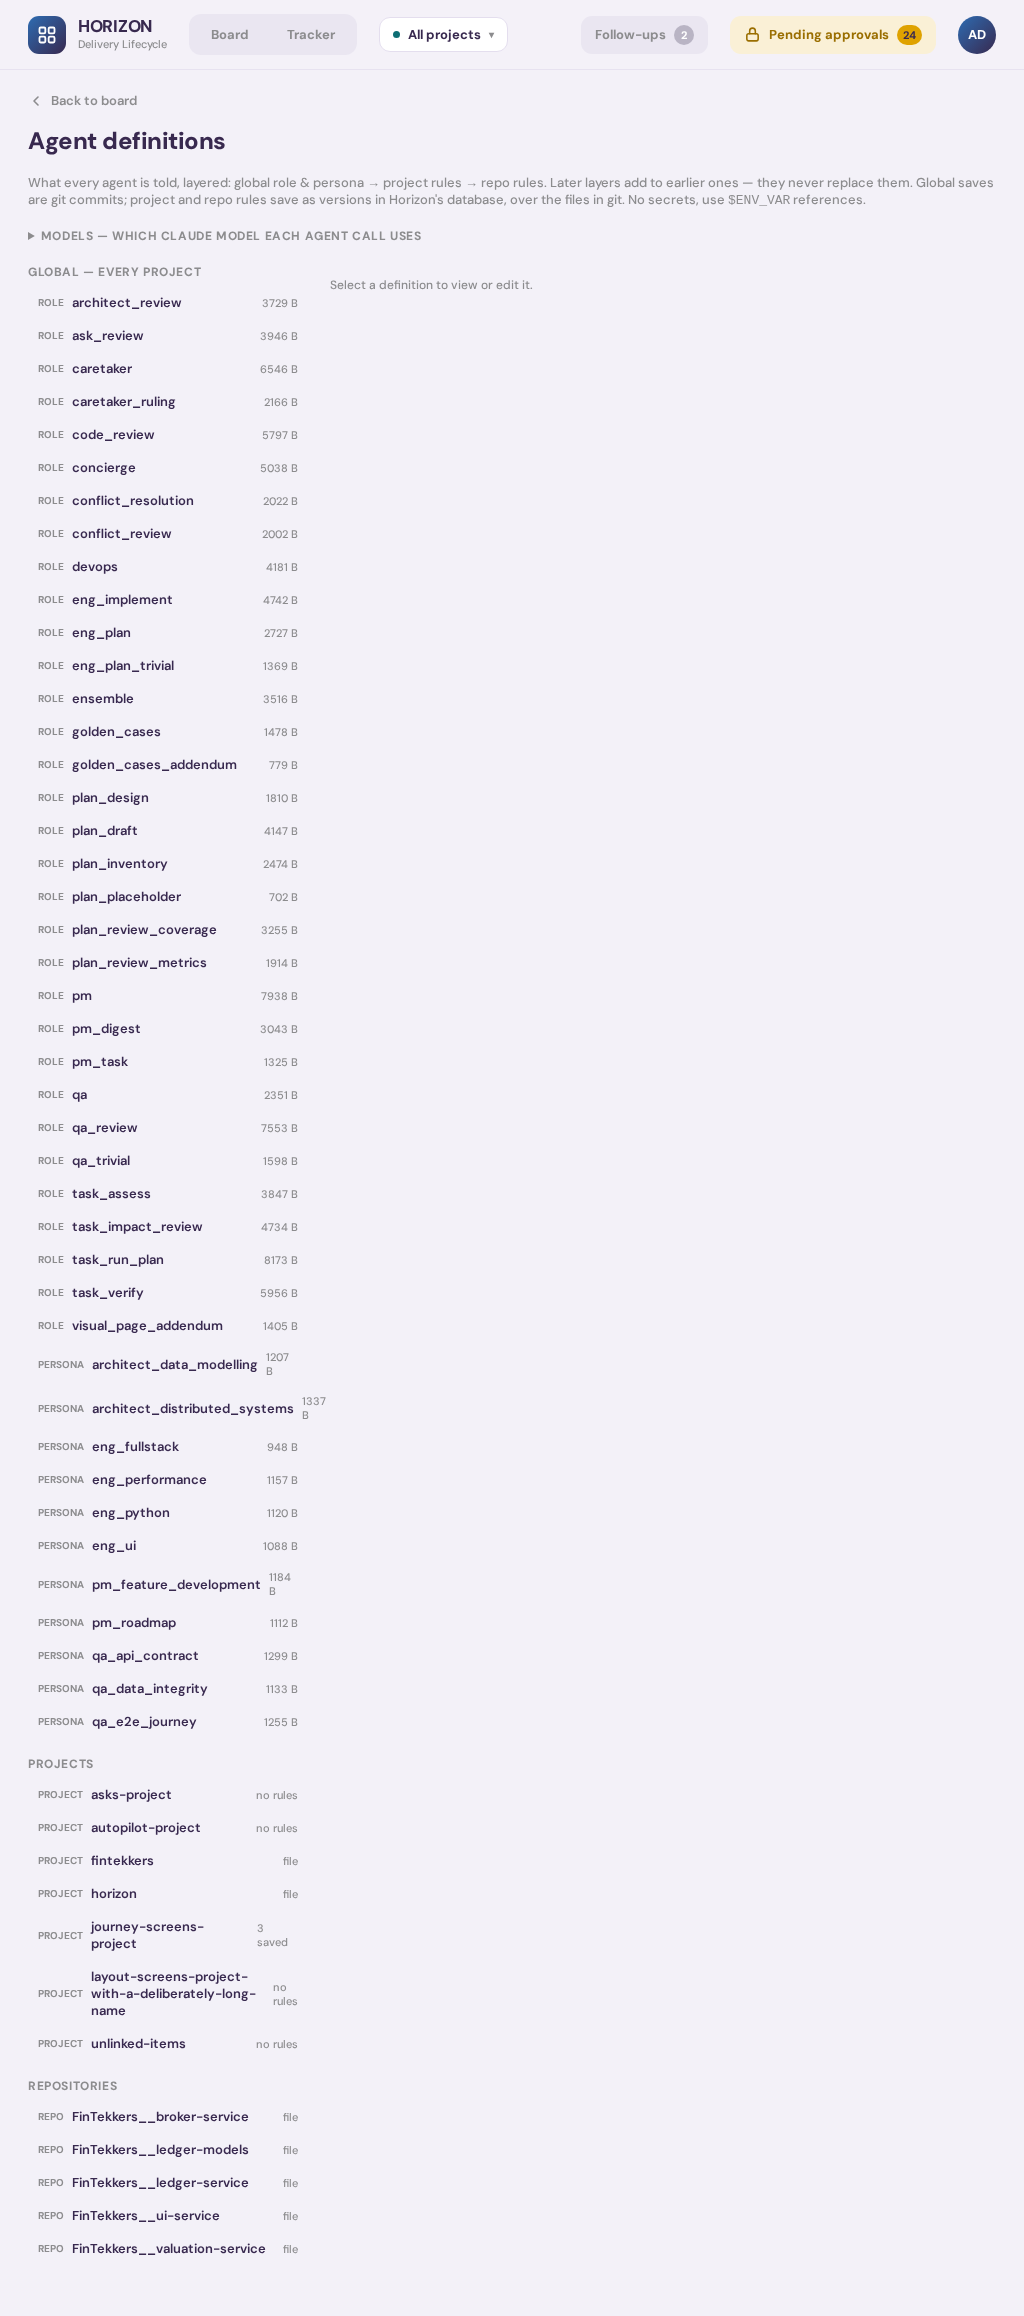 HORIZON
Delivery Lifecycle
Board
Tracker
All projects ▾
Follow-ups 2
Pending approvals 24
AD
Back to board
Agent definitions
What every agent is told, layered: global role & persona → project rules → repo rules. Later layers add to earlier ones — they never replace them. Global saves
are git commits; project and repo rules save as versions in Horizon's database, over the files in git. No secrets, use $ENV_VAR references.
▶ MODELS — WHICH CLAUDE MODEL EACH AGENT CALL USES
GLOBAL — EVERY PROJECT
Select a definition to view or edit it.
ROLE architect_review 3729 B
ROLE ask_review 3946 B
ROLE caretaker 6546 B
ROLE caretaker_ruling 2166 B
ROLE code_review 5797 B
ROLE concierge 5038 B
ROLE conflict_resolution 2022 B
ROLE conflict_review 2002 B
ROLE devops 4181 B
ROLE eng_implement 4742 B
ROLE eng_plan 2727 B
ROLE eng_plan_trivial 1369 B
ROLE ensemble 3516 B
ROLE golden_cases 1478 B
ROLE golden_cases_addendum 779 B
ROLE plan_design 1810 B
ROLE plan_draft 4147 B
ROLE plan_inventory 2474 B
ROLE plan_placeholder 702 B
ROLE plan_review_coverage 3255 B
ROLE plan_review_metrics 1914 B
ROLE pm 7938 B
ROLE pm_digest 3043 B
ROLE pm_task 1325 B
ROLE qa 2351 B
ROLE qa_review 7553 B
ROLE qa_trivial 1598 B
ROLE task_assess 3847 B
ROLE task_impact_review 4734 B
ROLE task_run_plan 8173 B
ROLE task_verify 5956 B
ROLE visual_page_addendum 1405 B
PERSONA architect_data_modelling 1207
B
PERSONA architect_distributed_systems 1337
B
PERSONA eng_fullstack 948 B
PERSONA eng_performance 1157 B
PERSONA eng_python 1120 B
PERSONA eng_ui 1088 B
PERSONA pm_feature_development 1184
B
PERSONA pm_roadmap 1112 B
PERSONA qa_api_contract 1299 B
PERSONA qa_data_integrity 1133 B
PERSONA qa_e2e_journey 1255 B
PROJECTS
PROJECT asks-project no rules
PROJECT autopilot-project no rules
PROJECT fintekkers file
PROJECT horizon file
PROJECT journey-screens-
project
3
saved
PROJECT layout-screens-project-
with-a-deliberately-long-
name
no
rules
PROJECT unlinked-items no rules
REPOSITORIES
REPO FinTekkers__broker-service file
REPO FinTekkers__ledger-models file
REPO FinTekkers__ledger-service file
REPO FinTekkers__ui-service file
REPO FinTekkers__valuation-service file